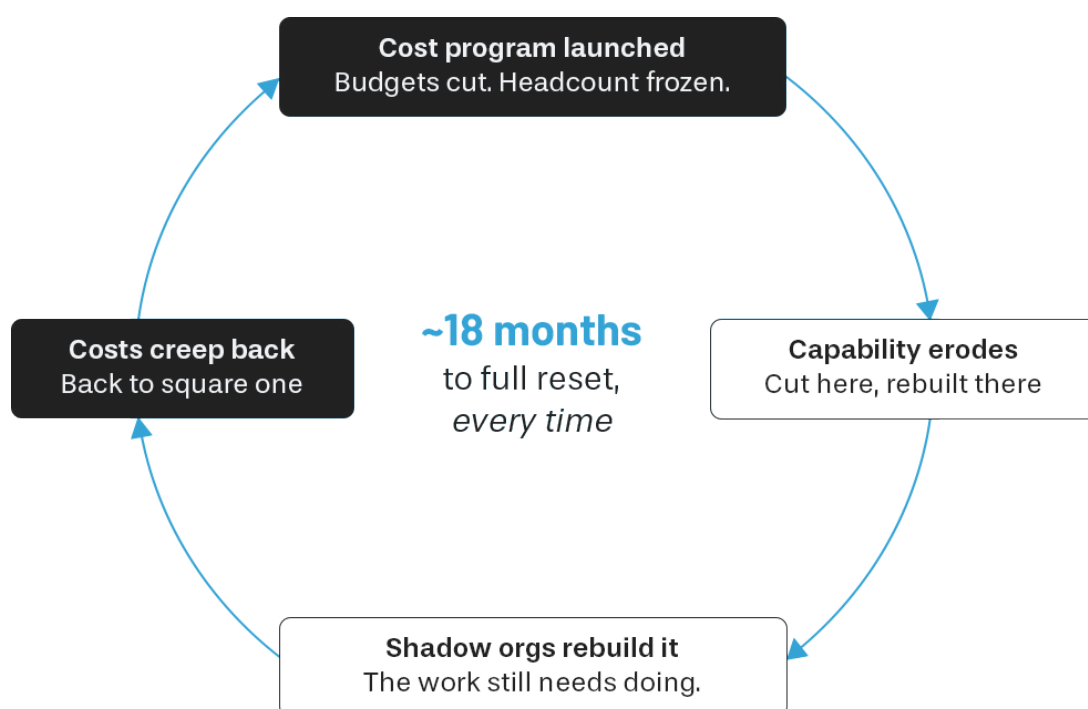 Cost program launched
Budgets cut. Headcount frozen.
Capability erodes
Cut here, rebuilt there
Shadow orgs rebuild it
The work still needs doing.
Costs creep back
Back to square one
~18 months
to full reset,
every time